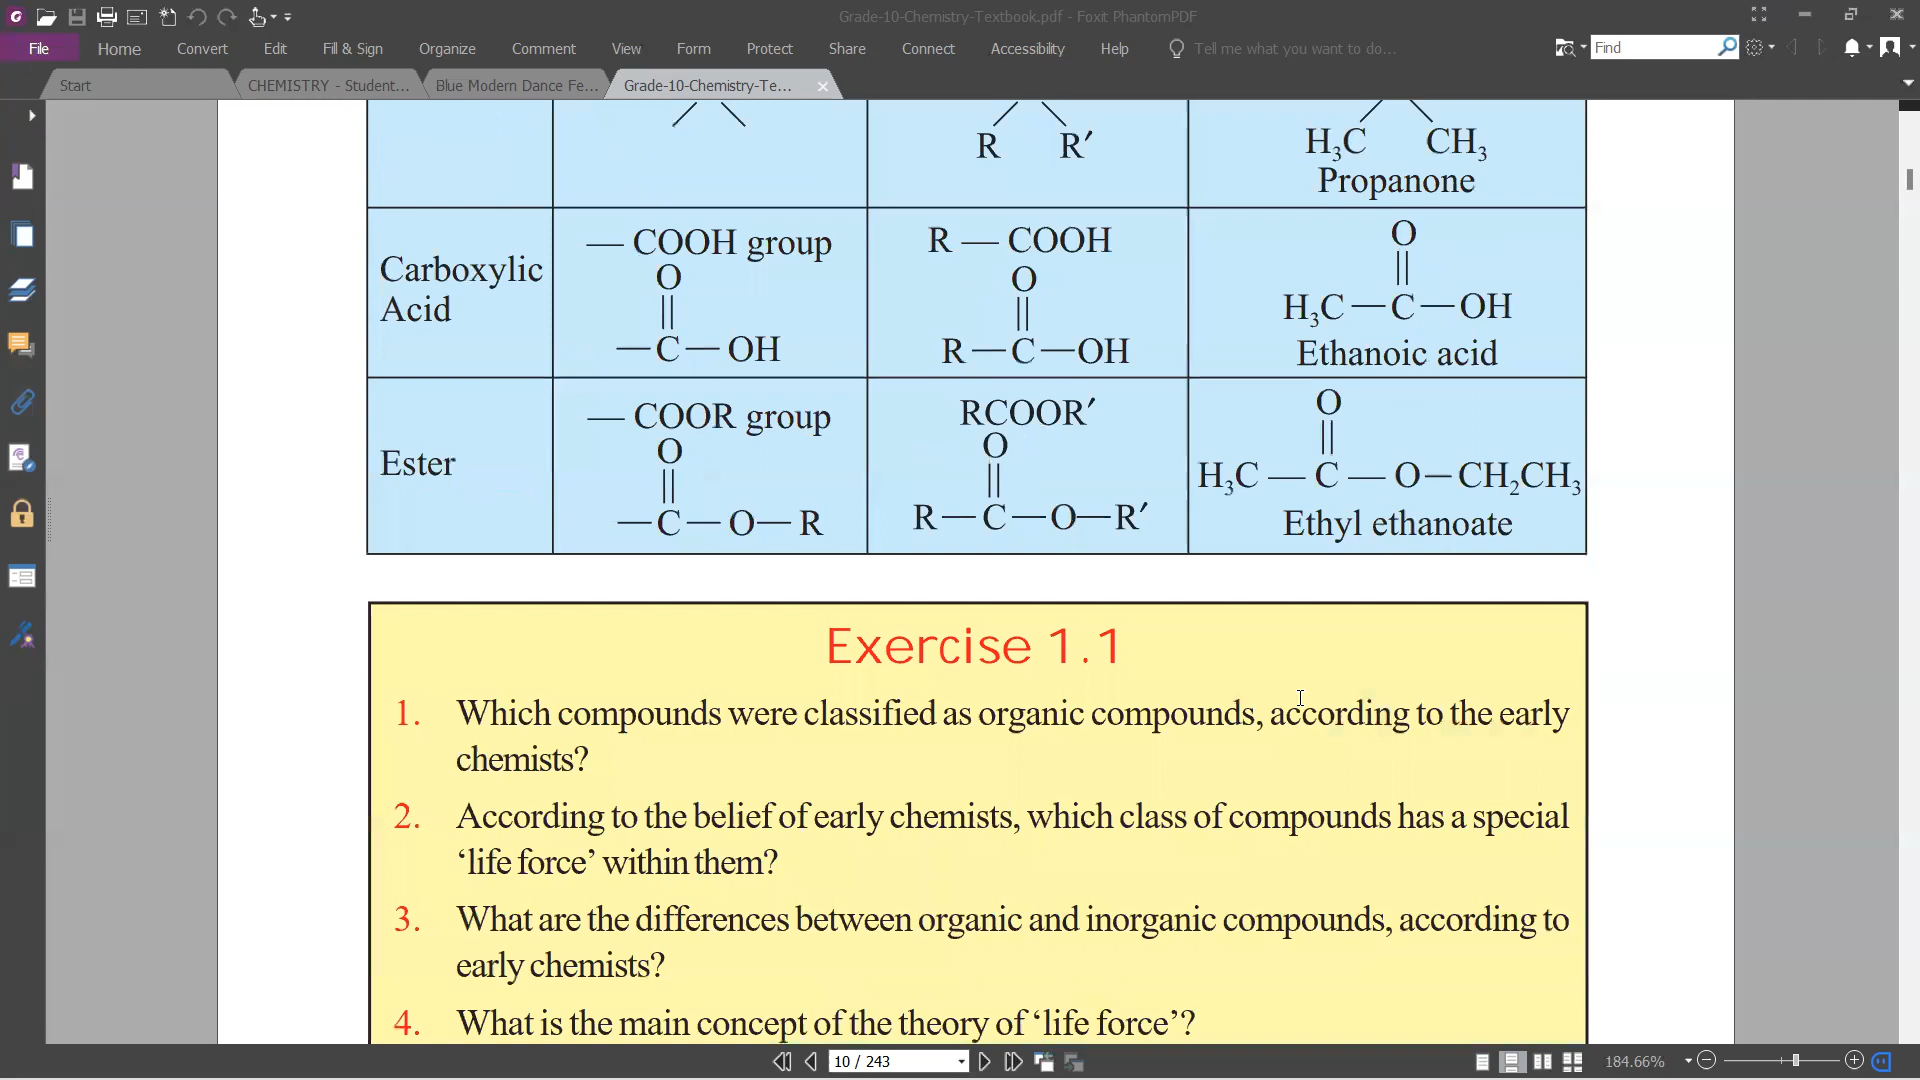 Grade-10-Chemistry-Textbook.pdf - Foxit PhantomPDF
File Home Convert Edit Fill & Sign Organize Comment View Form Protect Share Connect Accessibility Help Tell me what you want to do... Find
Start CHEMISTRY - Student... Blue Modern Dance Fe... Grade-10-Chemistry-Te...
R R′
H₃C CH₃
Propanone
Carboxylic
Acid
— COOH group
O
||
— C — OH
R — COOH
O
||
R — C — OH
O
||
H₃C — C — OH
Ethanoic acid
Ester
— COOR group
O
||
— C — O — R
RCOOR′
O
||
R — C — O — R′
O
||
H₃C — C — O — CH₂CH₃
Ethyl ethanoate
Exercise 1.1
1. Which compounds were classified as organic compounds, according to the early
chemists?
2. According to the belief of early chemists, which class of compounds has a special
‘life force’ within them?
3. What are the differences between organic and inorganic compounds, according to
early chemists?
4. What is the main concept of the theory of ‘life force’?
10 / 243 184.66%